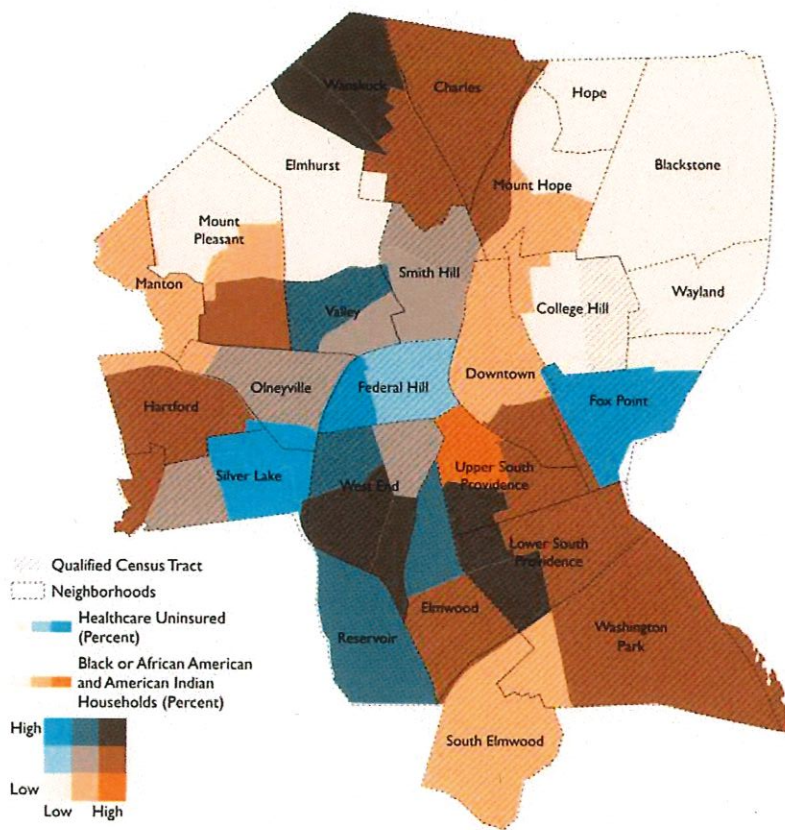 Wanskuck
Charles
Hope
Elmhurst
Blackstone
Mount Hope
Mount
Pleasant
Smith Hill
Manton
Valley
College Hill
Wayland
Olneyville
Federal Hill
Downtown
Hartford
Fox Point
Silver Lake
West End
Upper South
Providence
Lower South
Providence
Elmwood
Reservoir
Washington
Park
South Elmwood
Qualified Census Tract
Neighborhoods
Healthcare Uninsured
(Percent)
Black or African American
and American Indian
Households (Percent)
High
Low
Low
High